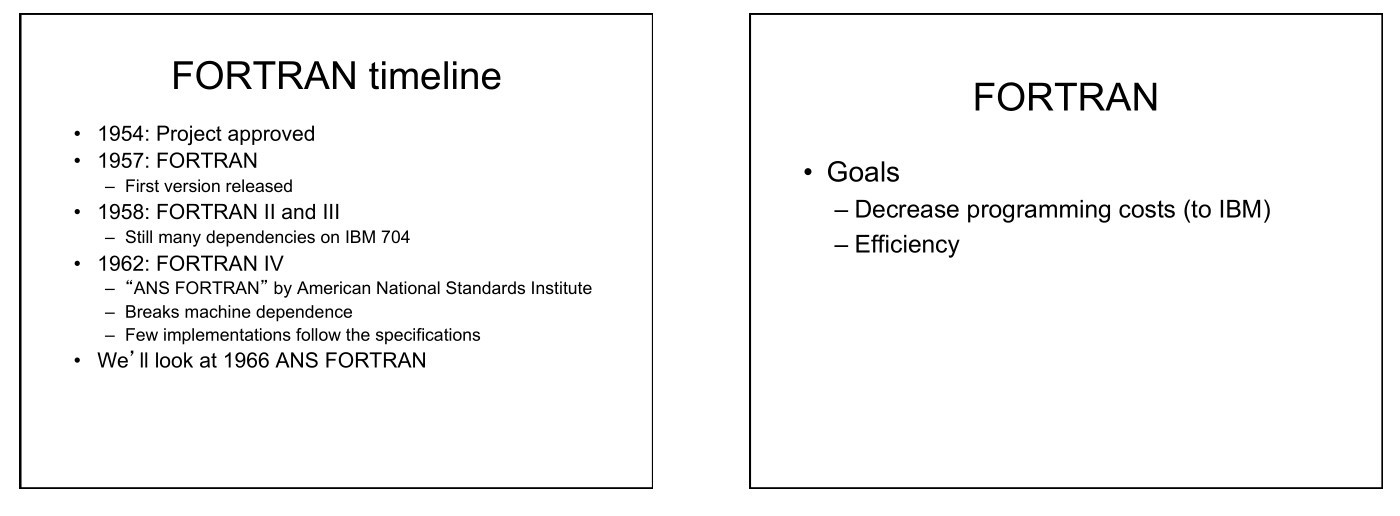 FORTRAN timeline
• 1954: Project approved
• 1957: FORTRAN
– First version released
• 1958: FORTRAN II and III
– Still many dependencies on IBM 704
• 1962: FORTRAN IV
– “ANS FORTRAN” by American National Standards Institute
– Breaks machine dependence
– Few implementations follow the specifications
• We’ll look at 1966 ANS FORTRAN
FORTRAN
• Goals
– Decrease programming costs (to IBM)
– Efficiency